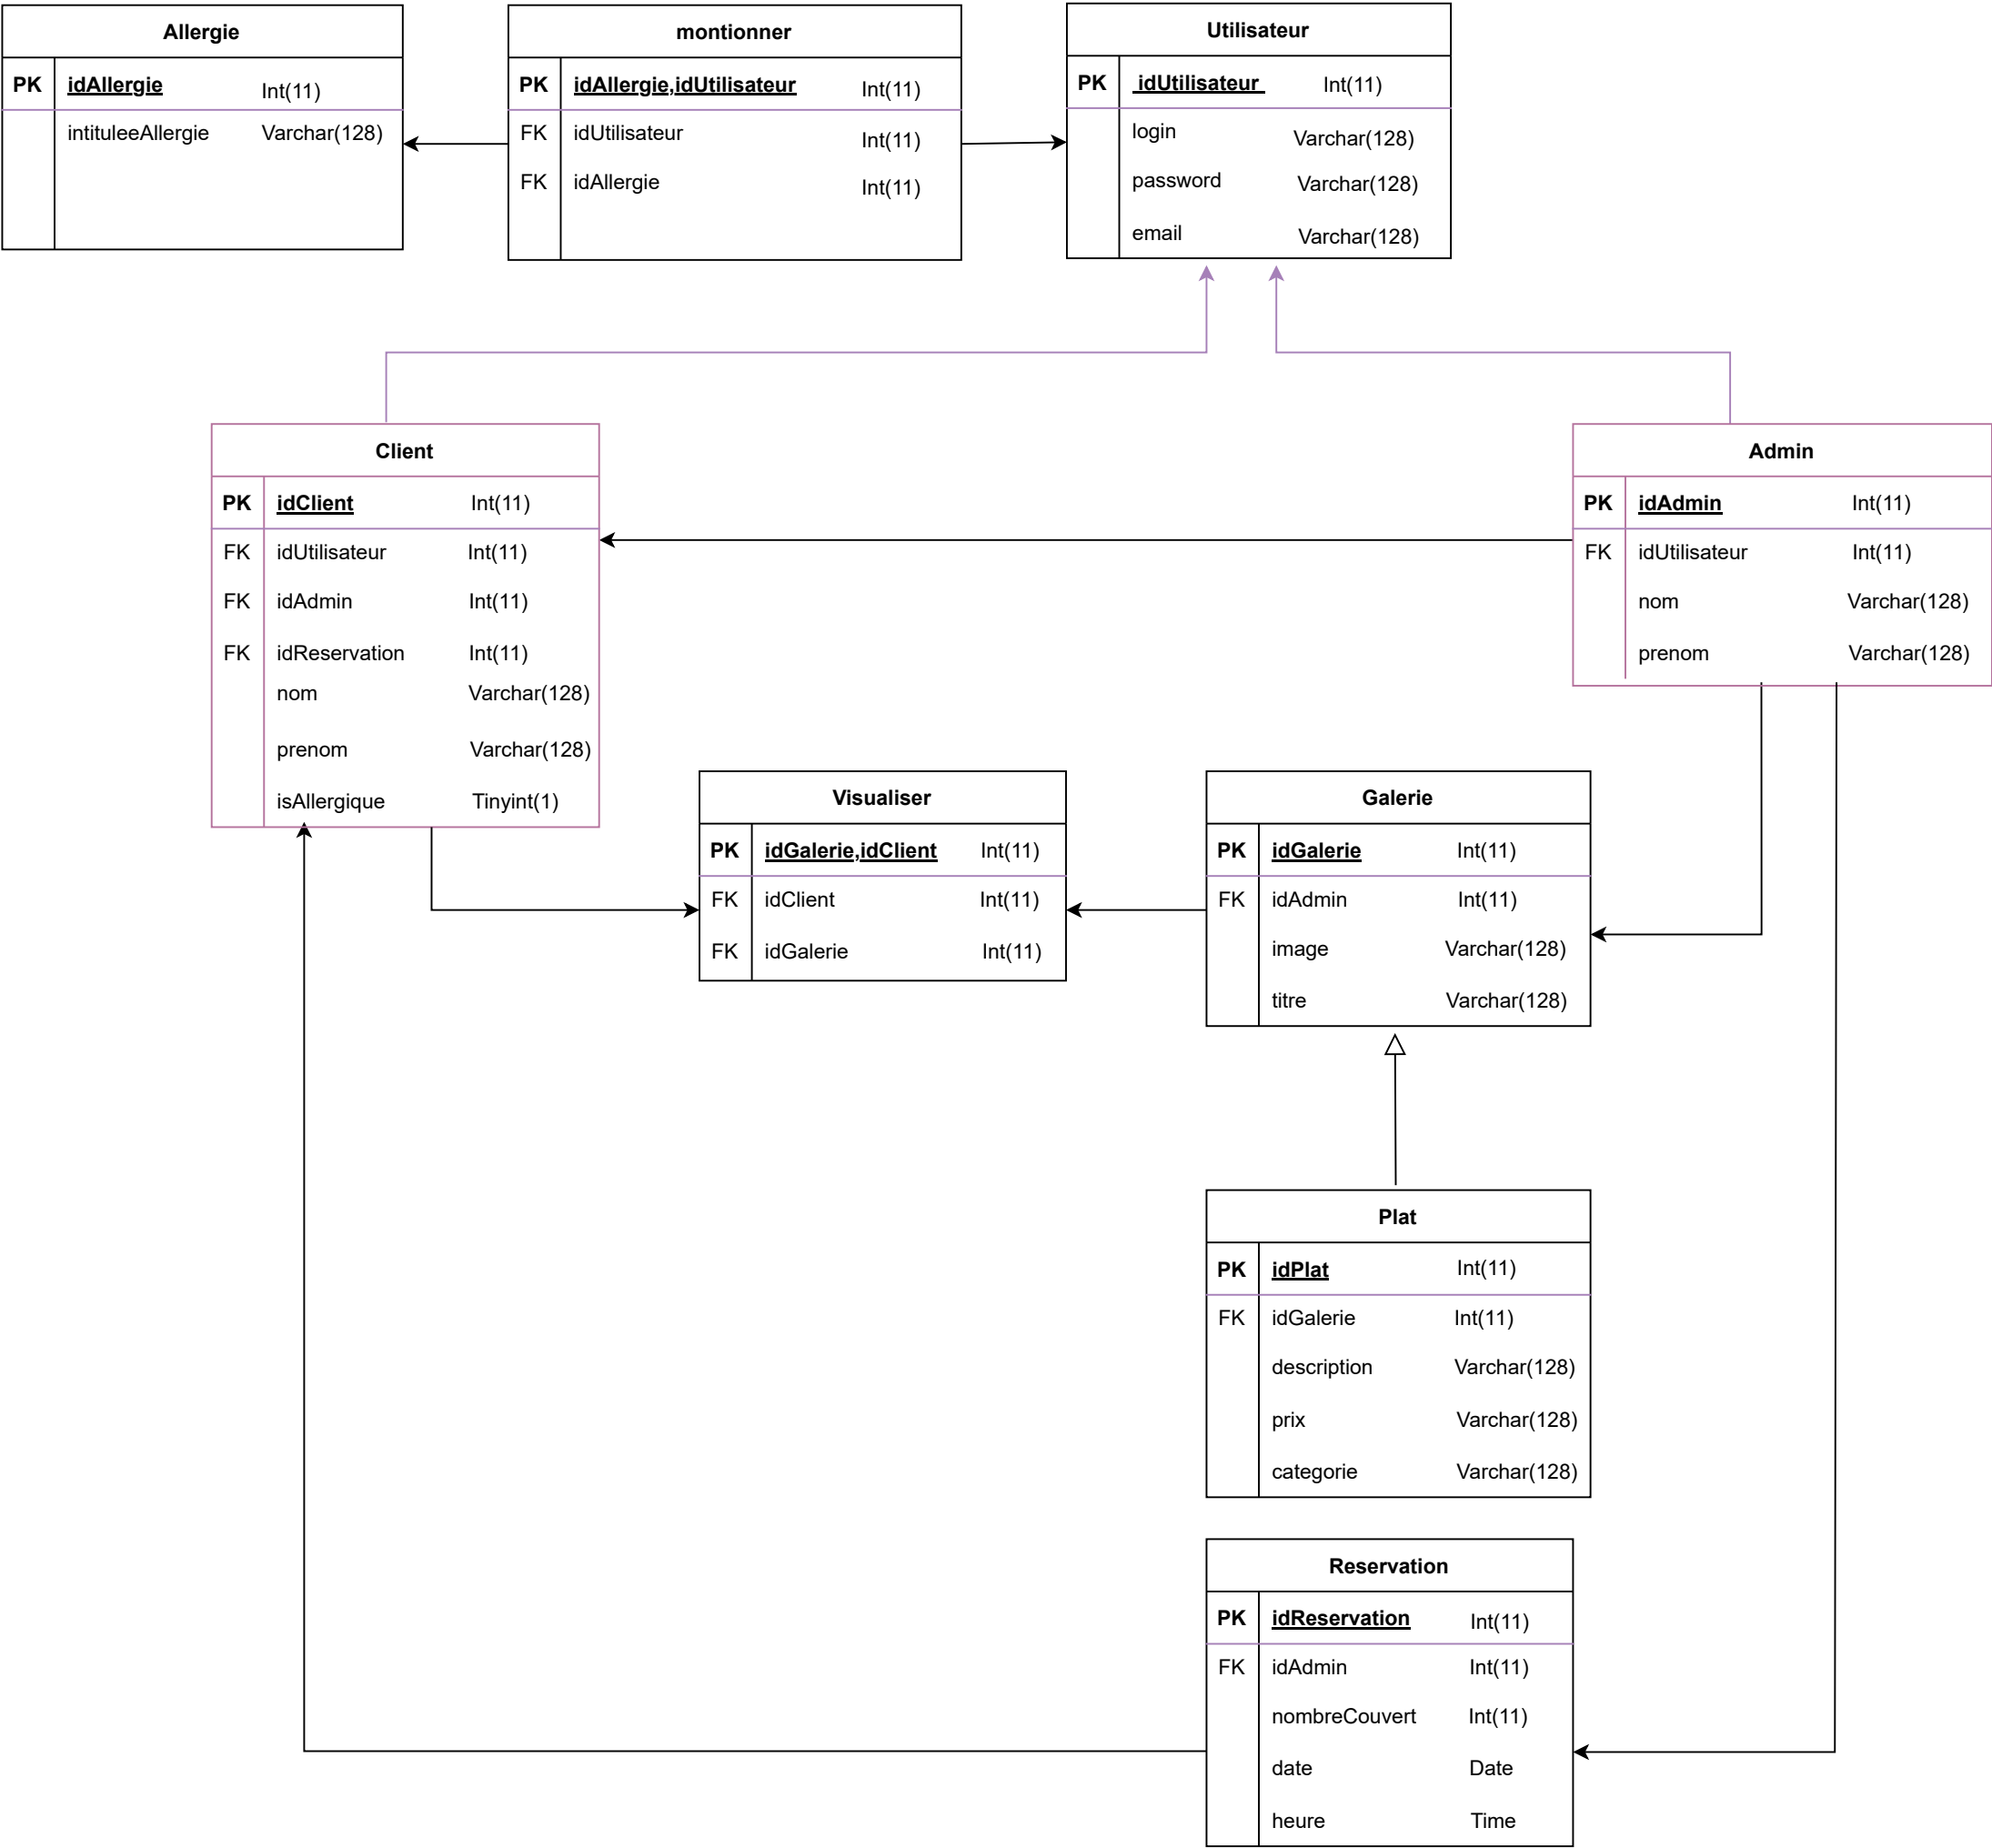 Allergie
PK idAllergie Int(11)
intituleeAllergie Varchar(128)
montionner
PK idAllergie,idUtilisateur Int(11)
FK idUtilisateur Int(11)
FK idAllergie Int(11)
Utilisateur
PK idUtilisateur Int(11)
login Varchar(128)
password Varchar(128)
email Varchar(128)
Client
PK idClient Int(11)
FK idUtilisateur Int(11)
FK idAdmin Int(11)
FK idReservation Int(11)
nom Varchar(128)
prenom Varchar(128)
isAllergique Tinyint(1)
Admin
PK idAdmin Int(11)
FK idUtilisateur Int(11)
nom Varchar(128)
prenom Varchar(128)
Visualiser
PK idGalerie,idClient Int(11)
FK idClient Int(11)
FK idGalerie Int(11)
Galerie
PK idGalerie Int(11)
FK idAdmin Int(11)
image Varchar(128)
titre Varchar(128)
Plat
PK idPlat Int(11)
FK idGalerie Int(11)
description Varchar(128)
prix Varchar(128)
categorie Varchar(128)
Reservation
PK idReservation Int(11)
FK idAdmin Int(11)
nombreCouvert Int(11)
date Date
heure Time